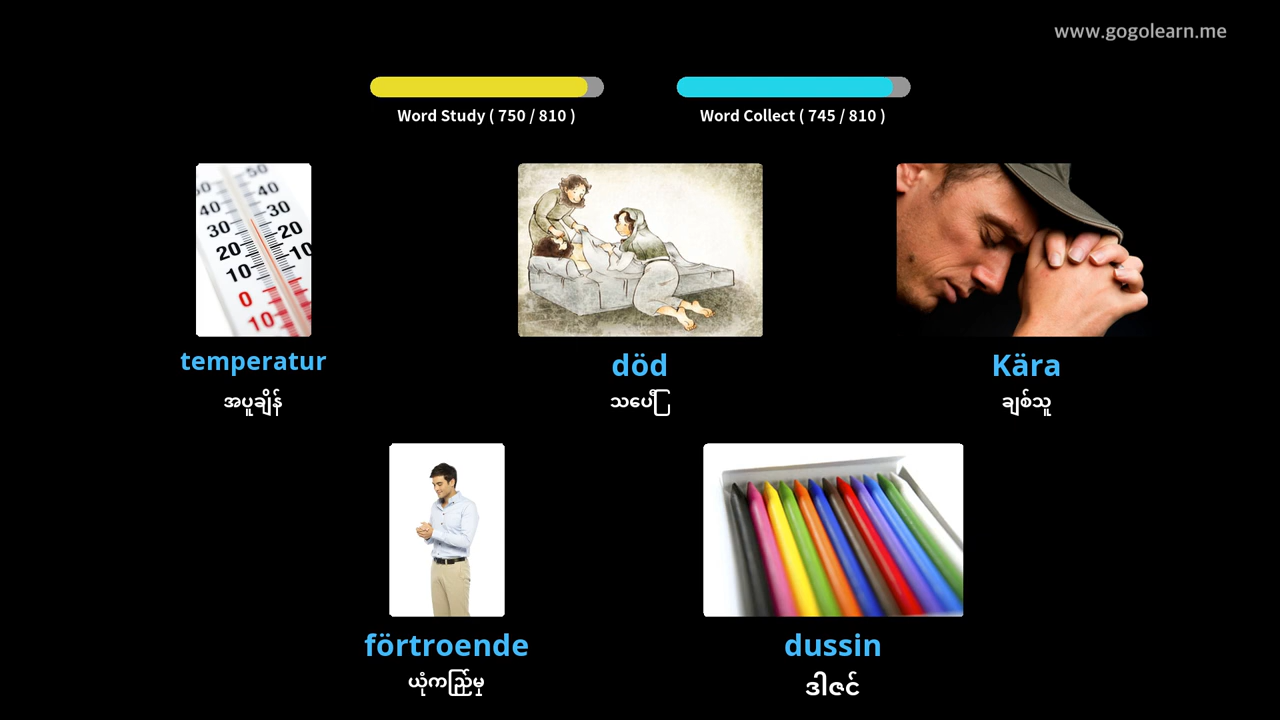 www.gogolearn.me
Word Study ( 750 / 810 )
Word Collect ( 745 / 810 )
temperatur
död
Kära
အပူချိန်
သပေီြ
ချစ်သူ
förtroende
dussin
ယုံကည်ြမှ
ဒါဇင်